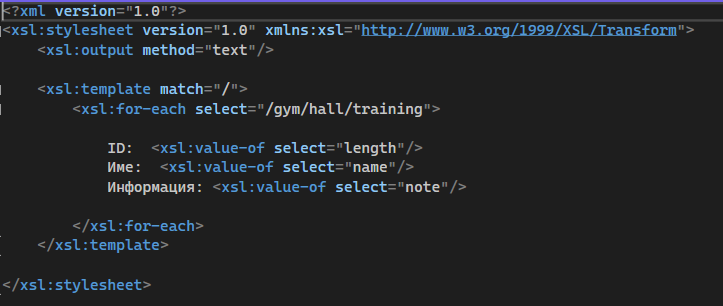 <?xml version="1.0"?>
<xsl:stylesheet version="1.0" xmlns:xsl="http://www.w3.org/1999/XSL/Transform">
<xsl:output method="text"/>
<xsl:template match="/">
<xsl:for-each select="/gym/hall/training">
ID: <xsl:value-of select="length"/>
Име: <xsl:value-of select="name"/>
Информация: <xsl:value-of select="note"/>
</xsl:for-each>
</xsl:template>
</xsl:stylesheet>